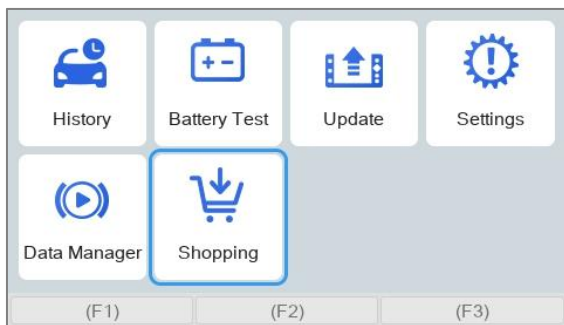 History
Battery Test
Update
Settings
Data Manager
Shopping
(F1)
(F2)
(F3)